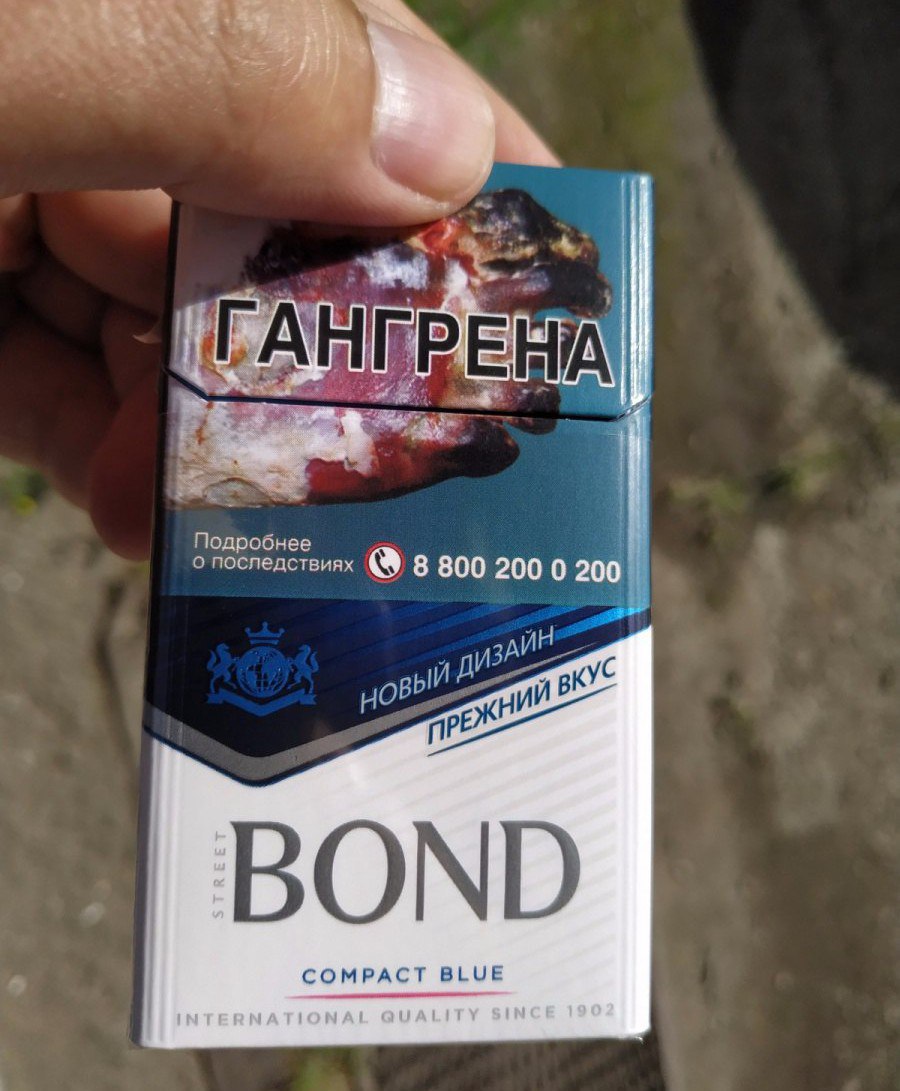 ГАНГРЕНА
Подробнее
о последствиях 8 800 200 0 200
НОВЫЙ ДИЗАЙН
ПРЕЖНИЙ ВКУС
STREET
BOND
COMPACT BLUE
INTERNATIONAL QUALITY SINCE 1902